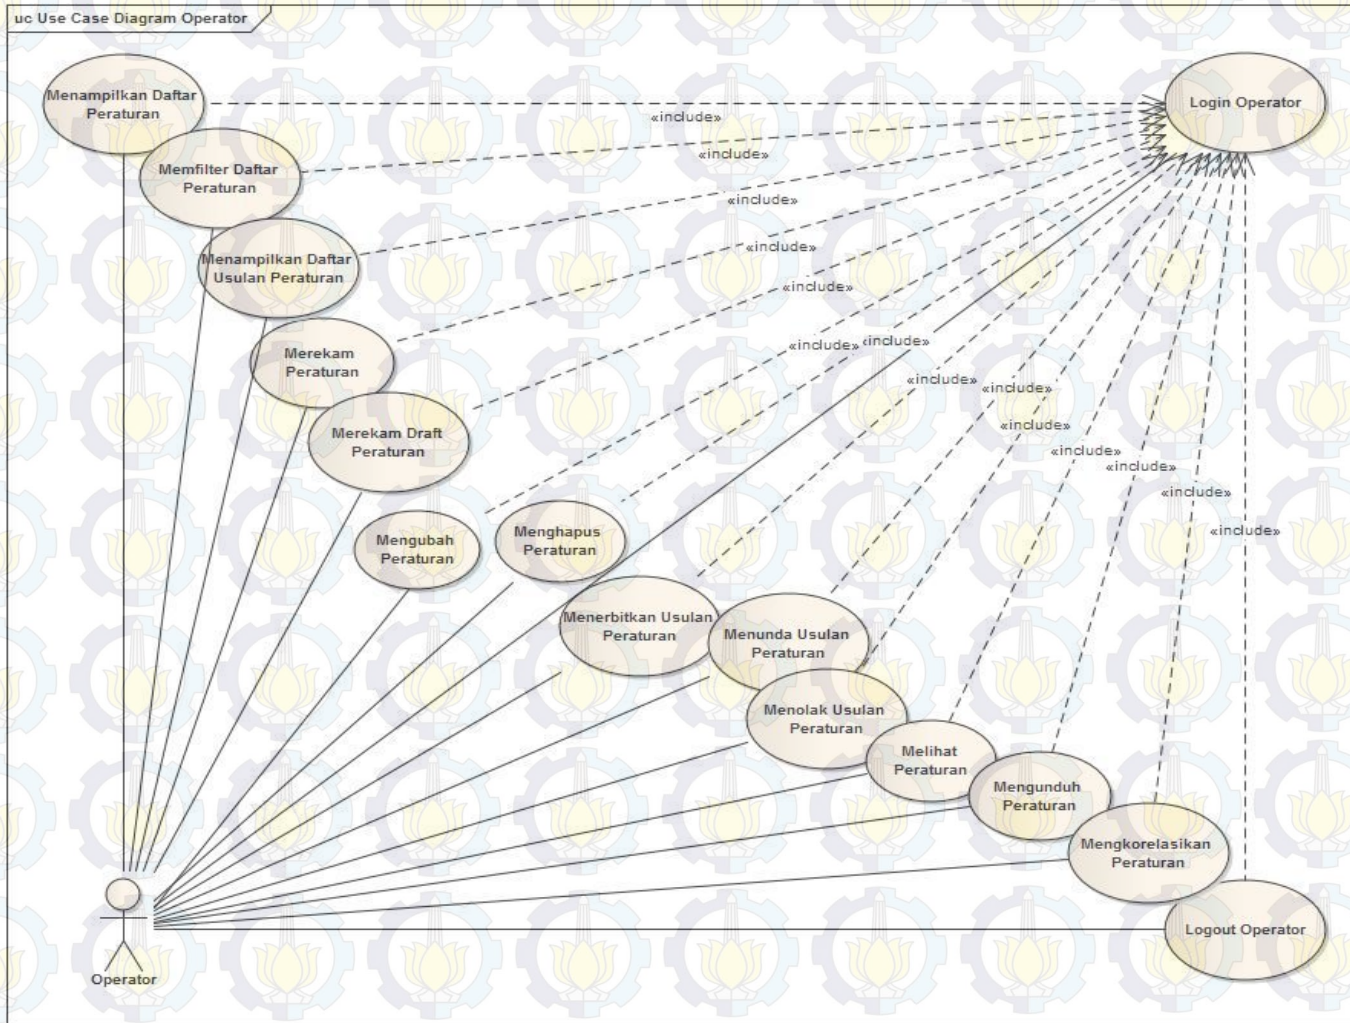 uc Use Case Diagram Operator
Menampilkan Daftar
Peraturan
Login Operator
«include»
Memfilter Daftar
Peraturan
«include»
«include»
Menampilkan Daftar
Usulan Peraturan
«include»
«include»
Merekam
Peraturan
«include»
«include»
«include»
«include»
Merekam Draft
Peraturan
«include»
«include»
«include»
«include»
«include»
Mengubah
Peraturan
Menghapus
Peraturan
Menerbitkan Usulan
Peraturan
Menunda Usulan
Peraturan
Menolak Usulan
Peraturan
Melihat
Peraturan
Mengunduh
Peraturan
Mengkorelasikan
Peraturan
Logout Operator
Operator